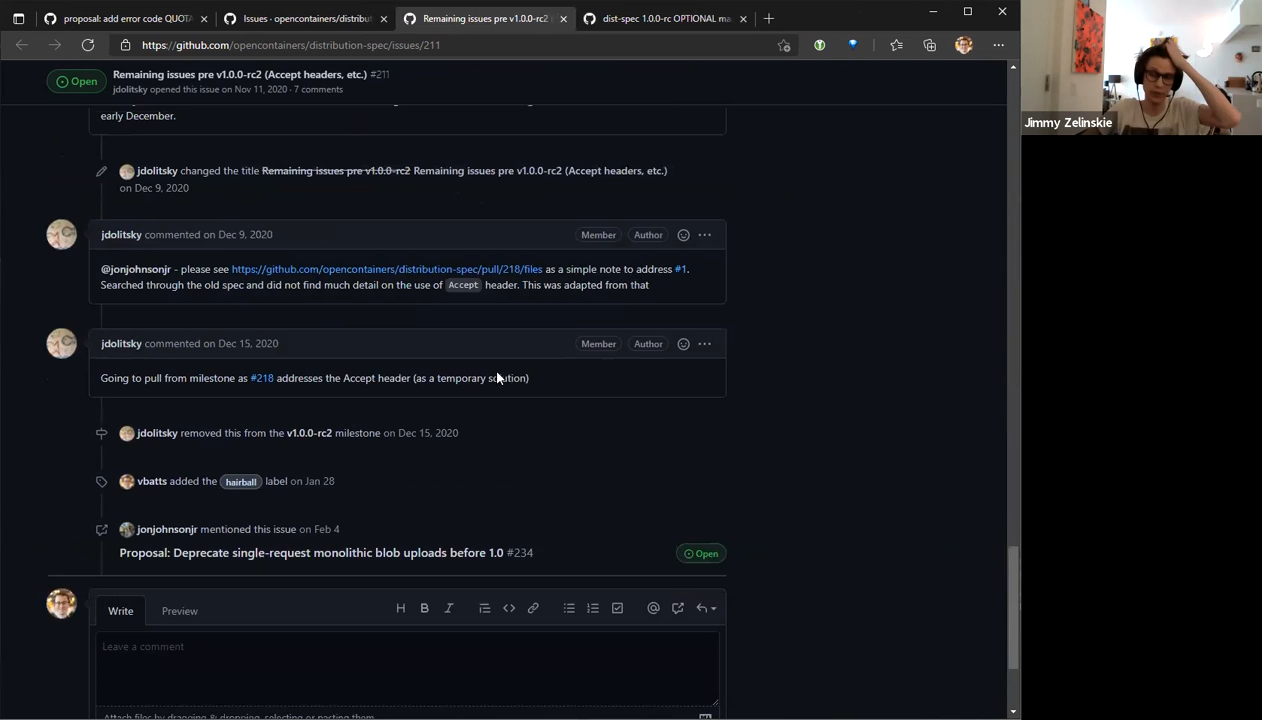 proposal: add error code QUOTA
Issues · opencontainers/distribut
Remaining issues pre v1.0.0-rc2
dist-spec 1.0.0-rc OPTIONAL ma
https://github.com/opencontainers/distribution-spec/issues/211
Open
Remaining issues pre v1.0.0-rc2 (Accept headers, etc.) #211
jdolitsky opened this issue on Nov 11, 2020 · 7 comments
early December.
jdolitsky changed the title Remaining issues pre v1.0.0-rc2 Remaining issues pre v1.0.0-rc2 (Accept headers, etc.)
on Dec 9, 2020
jdolitsky commented on Dec 9, 2020
Member
Author
@jonjohnsonjr - please see https://github.com/opencontainers/distribution-spec/pull/218/files as a simple note to address #1.
Searched through the old spec and did not find much detail on the use of Accept header. This was adapted from that
jdolitsky commented on Dec 15, 2020
Member
Author
Going to pull from milestone as #218 addresses the Accept header (as a temporary solution)
jdolitsky removed this from the v1.0.0-rc2 milestone on Dec 15, 2020
vbatts added the hairball label on Jan 28
jonjohnsonjr mentioned this issue on Feb 4
Proposal: Deprecate single-request monolithic blob uploads before 1.0 #234
Open
Write
Preview
Leave a comment
Attach files by dragging & dropping, selecting or pasting them.
Jimmy Zelinskie